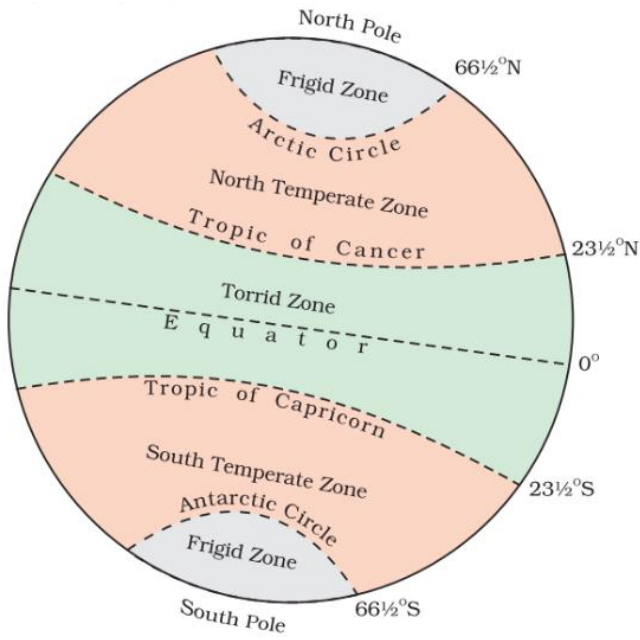 North Pole
66½°N
Frigid Zone
Arctic Circle
North Temperate Zone
Tropic of Cancer
23½°N
Torrid Zone
Equator
0°
Tropic of Capricorn
South Temperate Zone
23½°S
Antarctic Circle
Frigid Zone
66½°S
South Pole